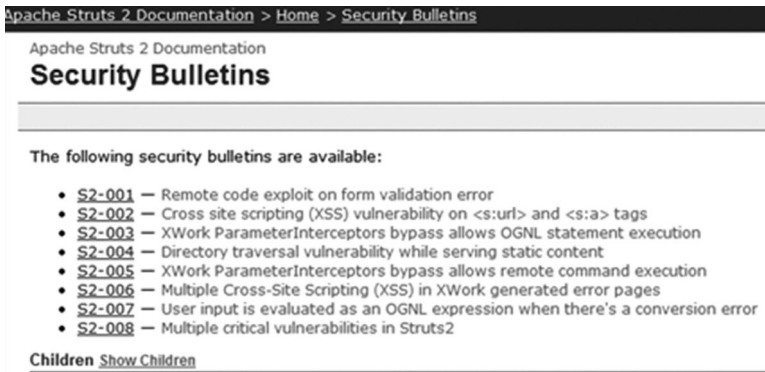 Apache Struts 2 Documentation > Home > Security Bulletins
Apache Struts 2 Documentation
Security Bulletins
The following security bulletins are available:
• S2-001 — Remote code exploit on form validation error
• S2-002 — Cross site scripting (XSS) vulnerability on <s:url> and <s:a> tags
• S2-003 — XWork ParameterInterceptors bypass allows OGNL statement execution
• S2-004 — Directory traversal vulnerability while serving static content
• S2-005 — XWork ParameterInterceptors bypass allows remote command execution
• S2-006 — Multiple Cross-Site Scripting (XSS) in XWork generated error pages
• S2-007 — User input is evaluated as an OGNL expression when there's a conversion error
• S2-008 — Multiple critical vulnerabilities in Struts2
Children Show Children